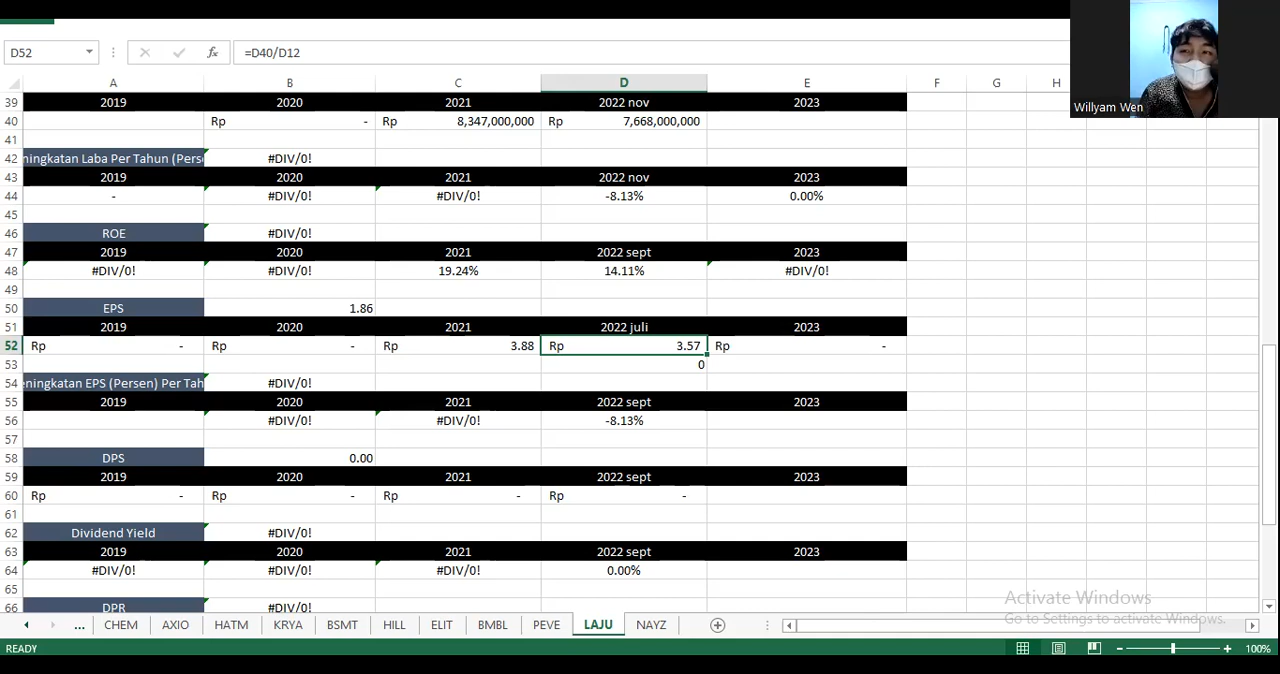 D52 fx =D40/D12
Willyam Wen
A B C D E F G H
39 2019 2020 2021 2022 nov 2023
40 Rp - Rp 8,347,000,000 Rp 7,668,000,000
41
42 ningkatan Laba Per Tahun (Perse #DIV/0!
43 2019 2020 2021 2022 nov 2023
44 - #DIV/0! #DIV/0! -8.13% 0.00%
45
46 ROE #DIV/0!
47 2019 2020 2021 2022 sept 2023
48 #DIV/0! #DIV/0! 19.24% 14.11% #DIV/0!
49
50 EPS 1.86
51 2019 2020 2021 2022 juli 2023
52 Rp - Rp - Rp 3.88 Rp 3.57 Rp -
53 0
54 eningkatan EPS (Persen) Per Tah #DIV/0!
55 2019 2020 2021 2022 sept 2023
56 #DIV/0! #DIV/0! -8.13%
57
58 DPS 0.00
59 2019 2020 2021 2022 sept 2023
60 Rp - Rp - Rp - Rp -
61
62 Dividend Yield #DIV/0!
63 2019 2020 2021 2022 sept 2023
64 #DIV/0! #DIV/0! #DIV/0! 0.00%
65
66 DPR #DIV/0!
Activate Windows
Go to Settings to activate Windows.
... CHEM AXIO HATM KRYA BSMT HILL ELIT BMBL PEVE LAJU NAYZ
READY 100%